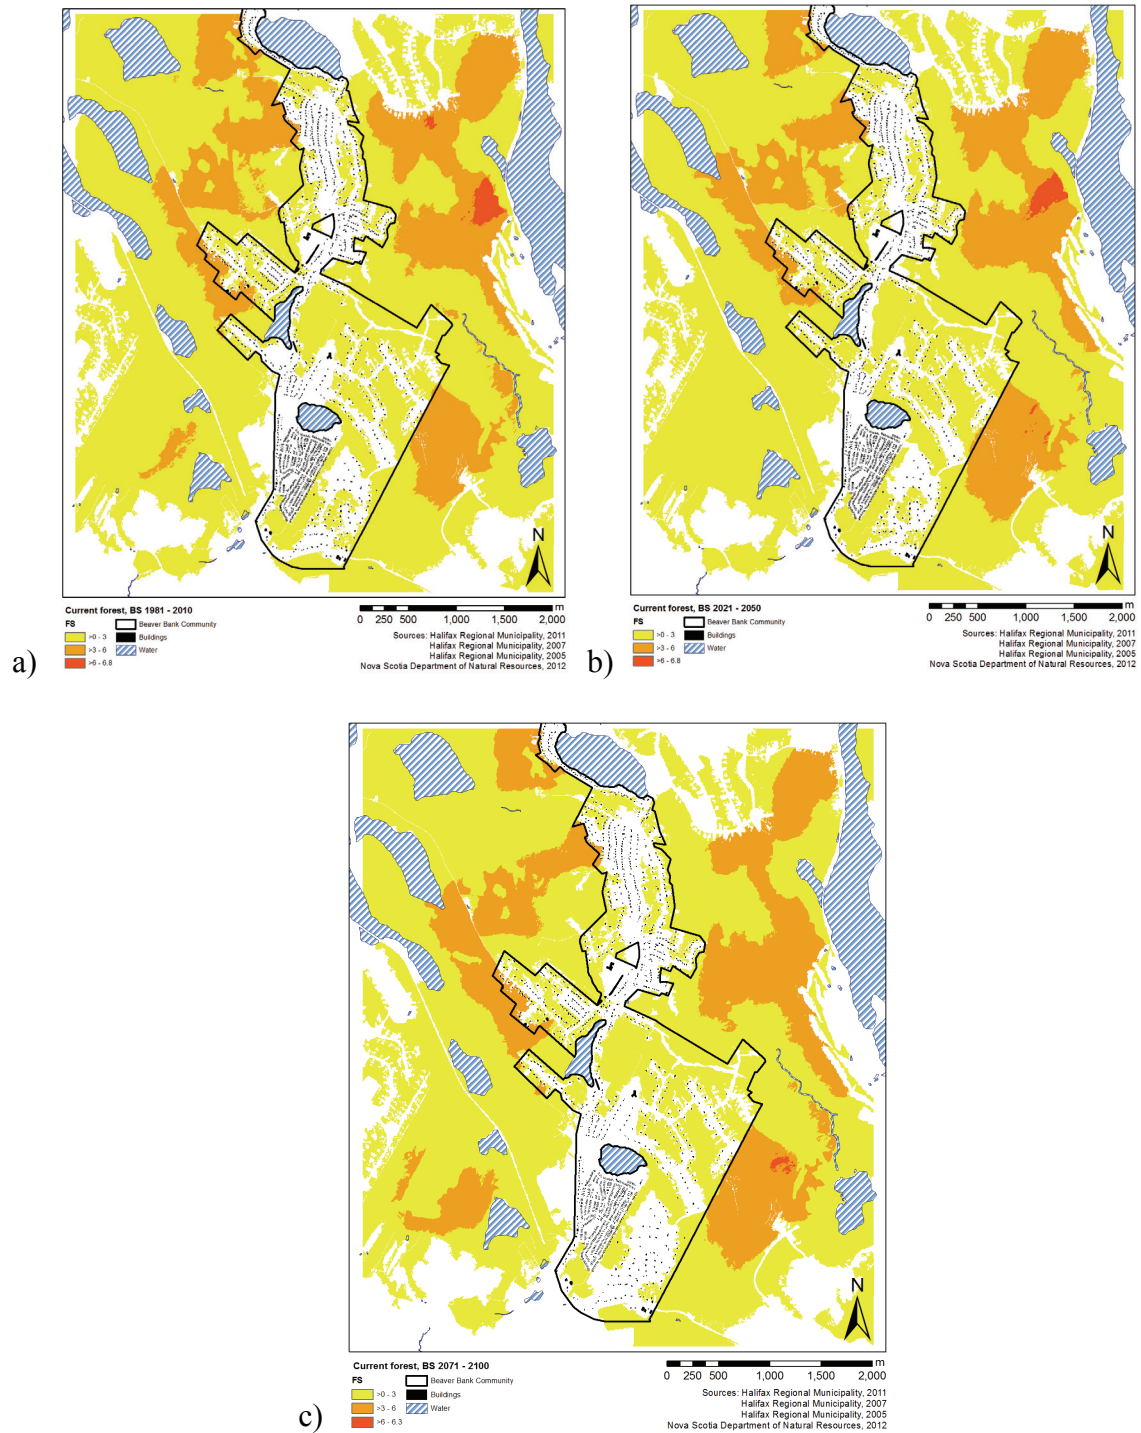 N
Current forest, BS 1981 - 2010
FS
>0 - 3
>3 - 6
>6 - 6.8
Beaver Bank Community
Buildings
Water
m
0 250 500 1,000 1,500 2,000
Sources: Halifax Regional Municipality, 2011
Halifax Regional Municipality, 2007
Halifax Regional Municipality, 2005
Nova Scotia Department of Natural Resources, 2012
a)
N
Current forest, BS 2021 - 2050
FS
>0 - 3
>3 - 6
>6 - 6.8
Beaver Bank Community
Buildings
Water
m
0 250 500 1,000 1,500 2,000
Sources: Halifax Regional Municipality, 2011
Halifax Regional Municipality, 2007
Halifax Regional Municipality, 2005
Nova Scotia Department of Natural Resources, 2012
b)
N
Current forest, BS 2071 - 2100
FS
>0 - 3
>3 - 6
>6 - 6.3
Beaver Bank Community
Buildings
Water
m
0 250 500 1,000 1,500 2,000
Sources: Halifax Regional Municipality, 2011
Halifax Regional Municipality, 2007
Halifax Regional Municipality, 2005
Nova Scotia Department of Natural Resources, 2012
c)